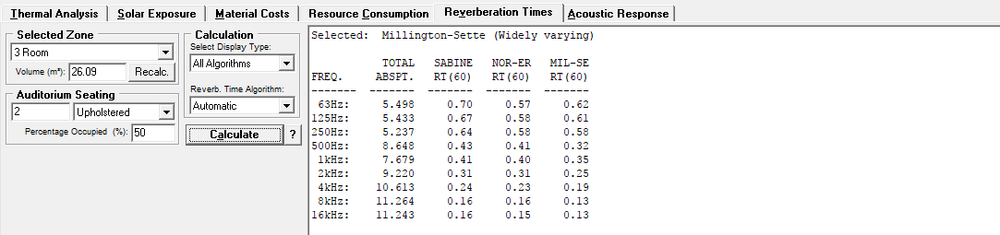 Thermal Analysis Solar Exposure Material Costs Resource Consumption Reverberation Times Acoustic Response
Selected Zone
3 Room
Volume (m³): 26.09 Recalc.
Auditorium Seating
2 Upholstered
Percentage Occupied (%): 50
Calculation
Select Display Type:
All Algorithms
Reverb. Time Algorithm:
Automatic
Calculate ?
Selected: Millington-Sette (Widely varying)
TOTAL SABINE NOR-ER MIL-SE
FREQ. ABSPT. RT(60) RT(60) RT(60)
------- ------- ------- ------- -------
63Hz: 5.498 0.70 0.57 0.62
125Hz: 5.433 0.67 0.58 0.61
250Hz: 5.237 0.64 0.58 0.58
500Hz: 8.648 0.43 0.41 0.32
1kHz: 7.679 0.41 0.40 0.35
2kHz: 9.220 0.31 0.31 0.25
4kHz: 10.613 0.24 0.23 0.19
8kHz: 11.264 0.16 0.16 0.13
16kHz: 11.243 0.16 0.15 0.13